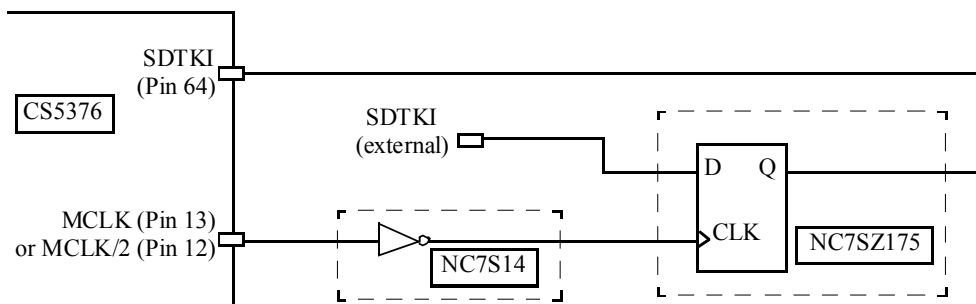 SDTKI
(Pin 64)
CS5376
SDTKI
(external)
D Q
MCLK (Pin 13)
or MCLK/2 (Pin 12)
CLK
NC7SZ175
NC7S14